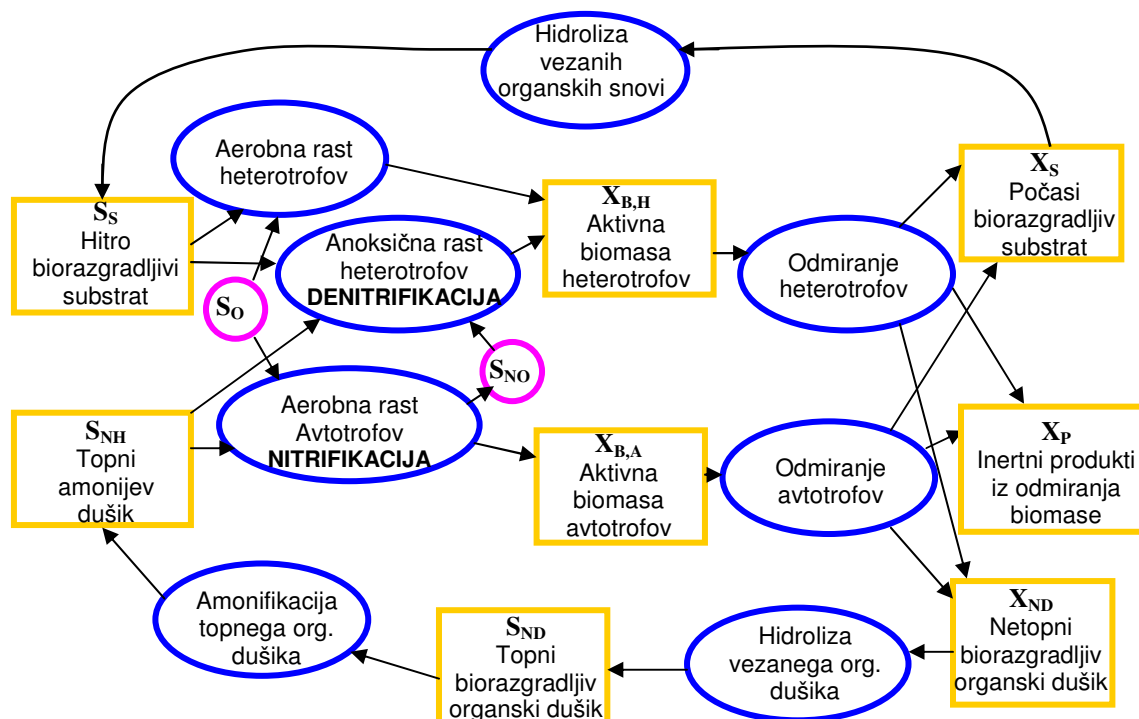 Hidroliza
vezanih
organskih snovi
Aerobna rast
heterotrofov
S_S
Hitro
biorazgradljivi
substrat
Anoksična rast
heterotrofov
DENITRIFIKACIJA
X_B,H
Aktivna
biomasa
heterotrofov
Odmiranje
heterotrofov
X_S
Počasi
biorazgradljiv
substrat
S_O
S_NO
S_NH
Topni
amonijev
dušik
Aerobna rast
Avtotrofov
NITRIFIKACIJA
X_B,A
Aktivna
biomasa
avtotrofov
Odmiranje
avtotrofov
X_P
Inertni produkti
iz odmiranja
biomase
Amonifikacija
topnega org.
dušika
S_ND
Topni
biorazgradljiv
organski dušik
Hidroliza
vezanega org.
dušika
X_ND
Netopni
biorazgradljiv
organski dušik